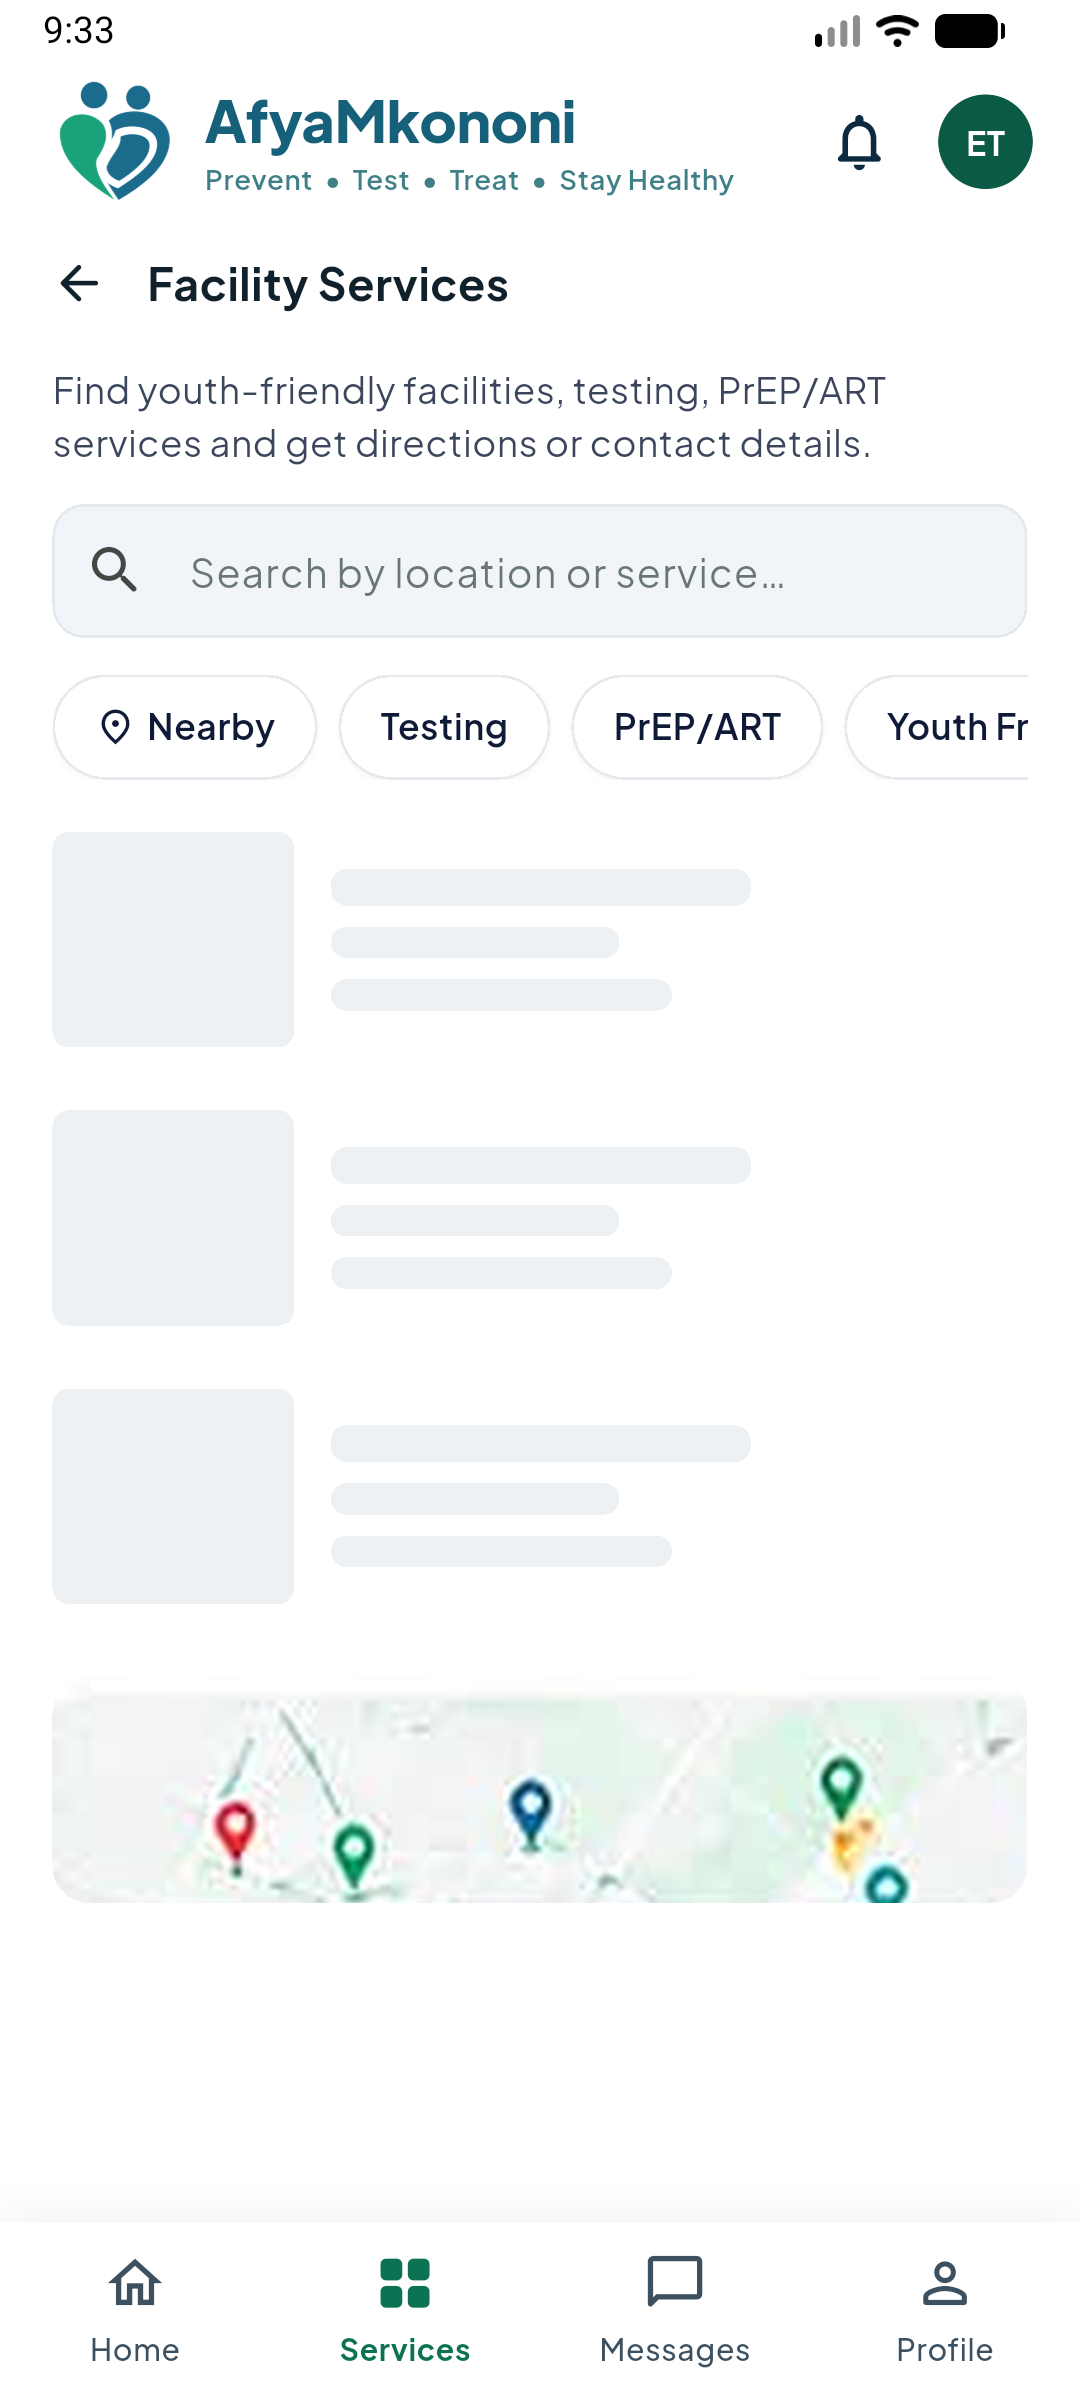 9:33
AfyaMkononi
Prevent • Test • Treat • Stay Healthy
ET
Facility Services
Find youth-friendly facilities, testing, PrEP/ART
services and get directions or contact details.
Search by location or service...
Nearby
Testing
PrEP/ART
Youth Fr
Home
Services
Messages
Profile